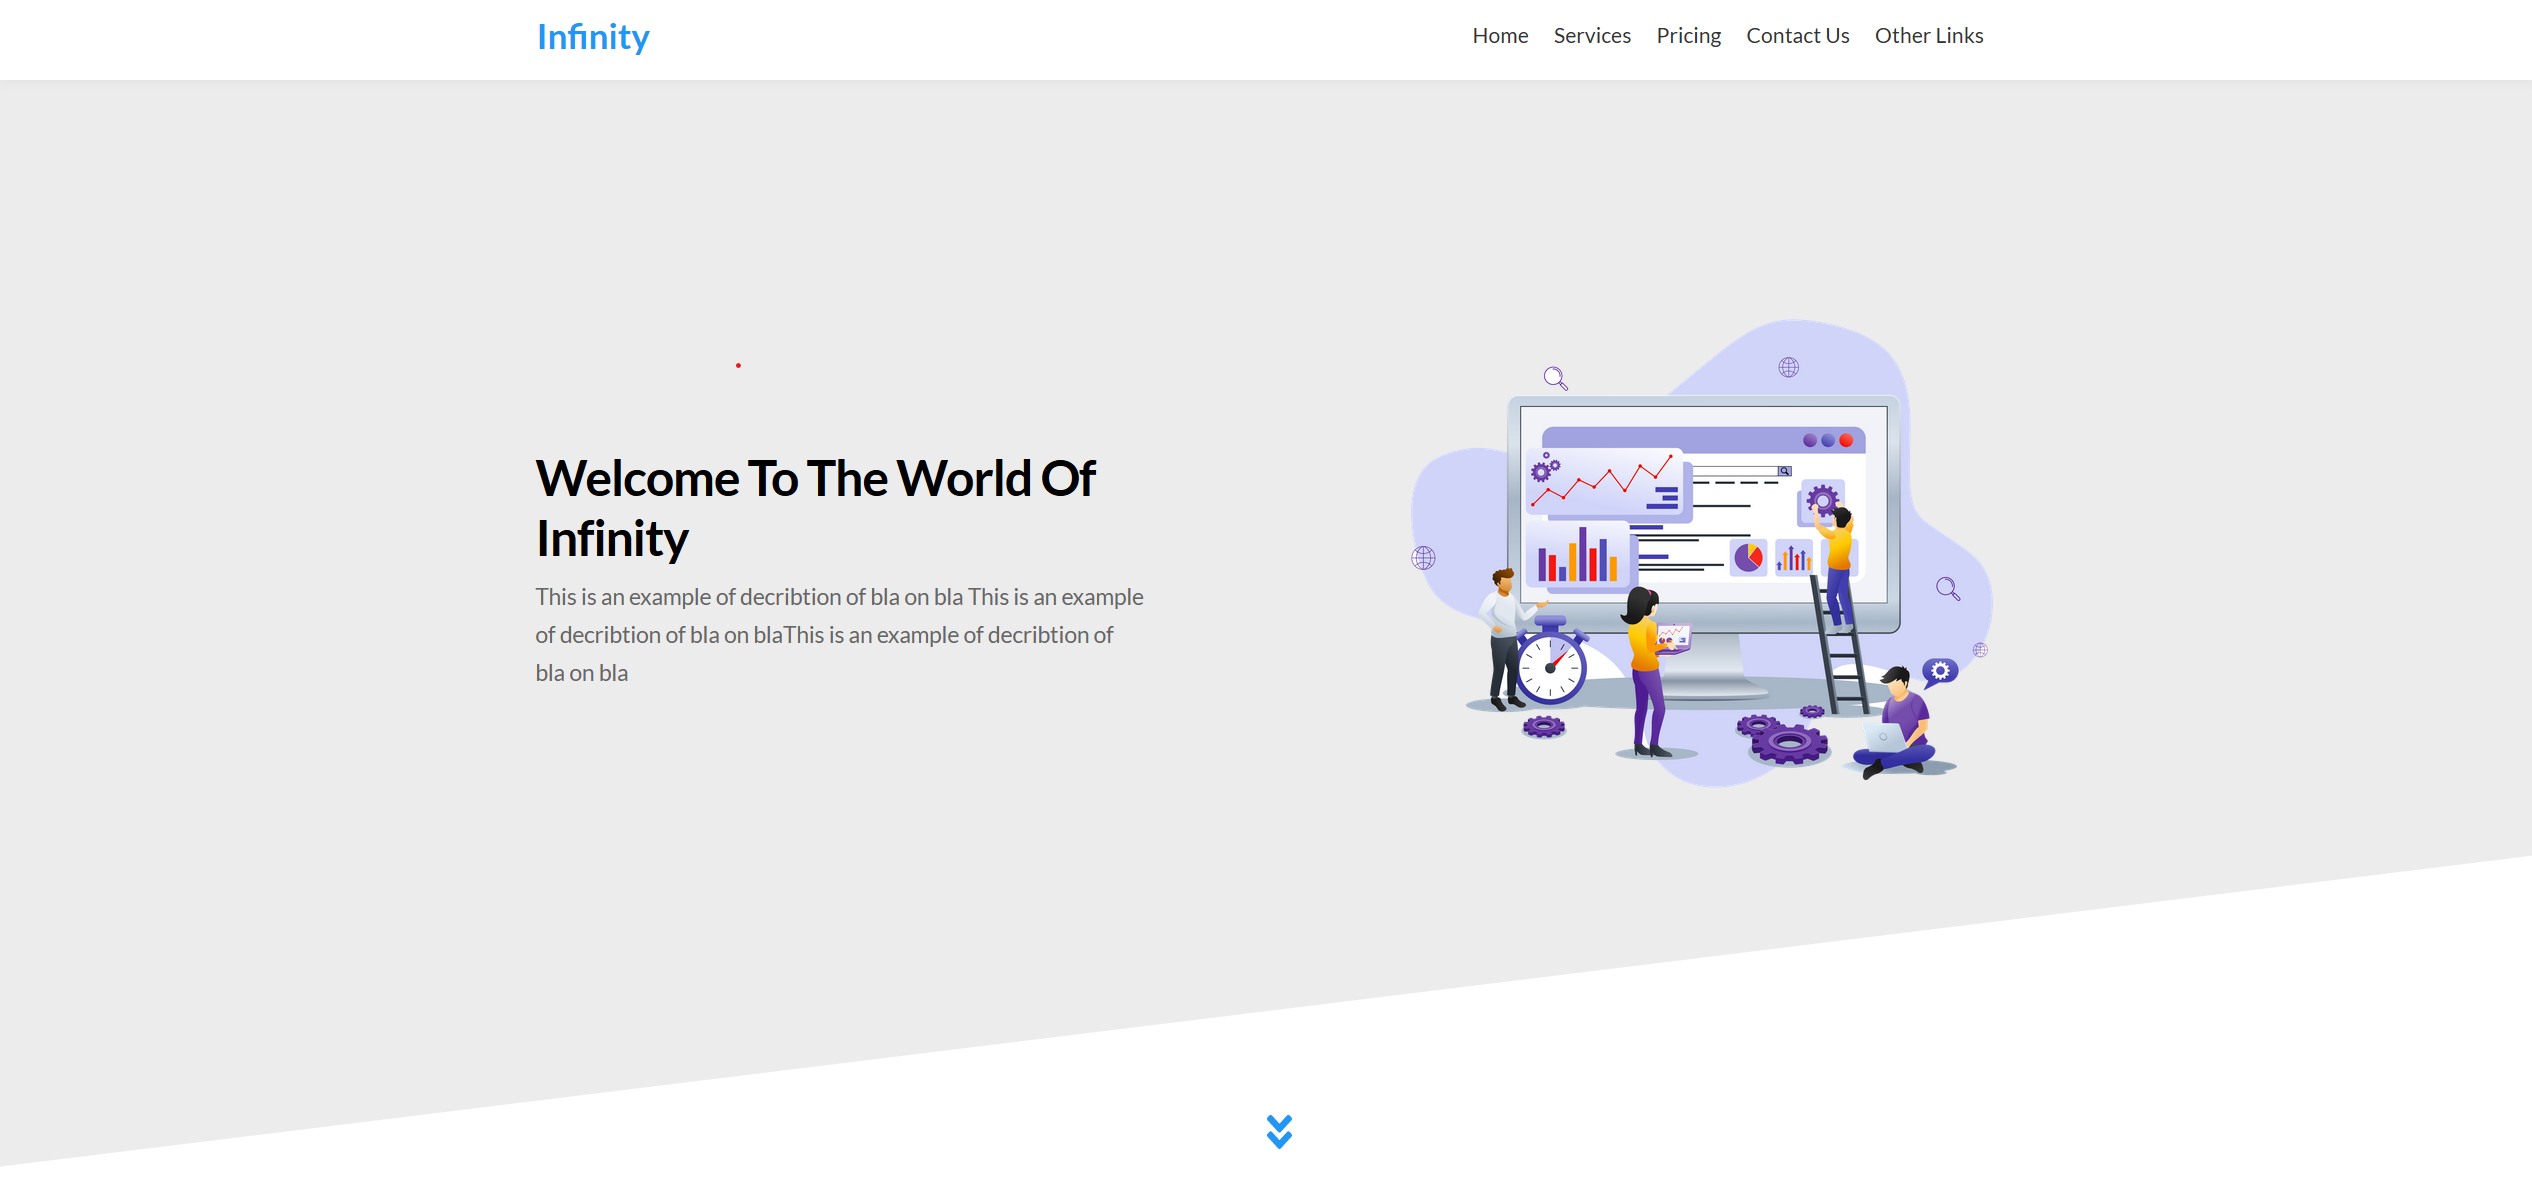 Infinity
Home Services Pricing Contact Us Other Links
Welcome To The World Of
Infinity
This is an example of decribtion of bla on bla This is an example
of decribtion of bla on blaThis is an example of decribtion of
bla on bla